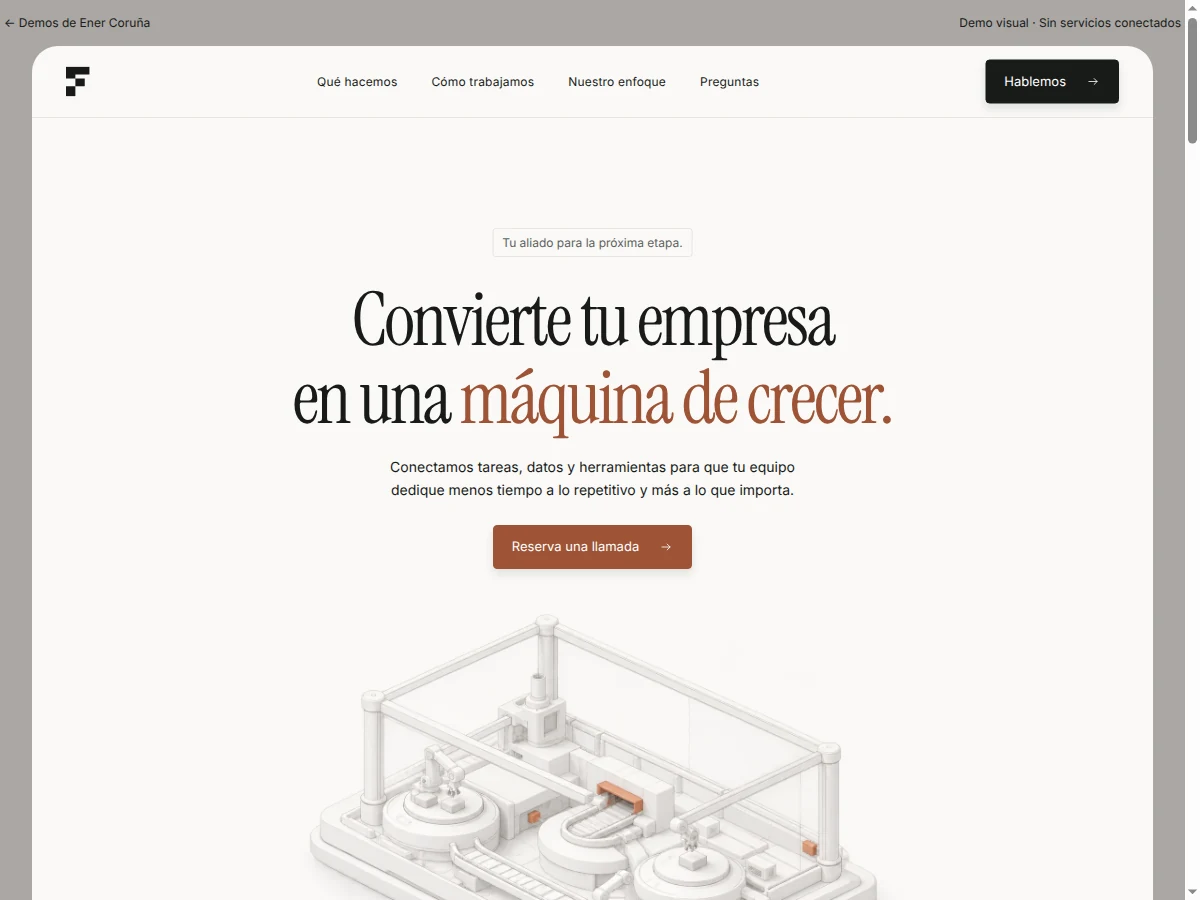 ← Demos de Ener Coruña
Demo visual · Sin servicios conectados
Qué hacemos
Cómo trabajamos
Nuestro enfoque
Preguntas
Hablemos →
Tu aliado para la próxima etapa.
Convierte tu empresa
en una máquina de crecer.
Conectamos tareas, datos y herramientas para que tu equipo
dedique menos tiempo a lo repetitivo y más a lo que importa.
Reserva una llamada →